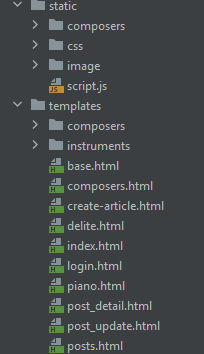 static
composers
css
image
script.js
templates
composers
instruments
base.html
composers.html
create-article.html
delite.html
index.html
login.html
piano.html
post_detail.html
post_update.html
posts.html